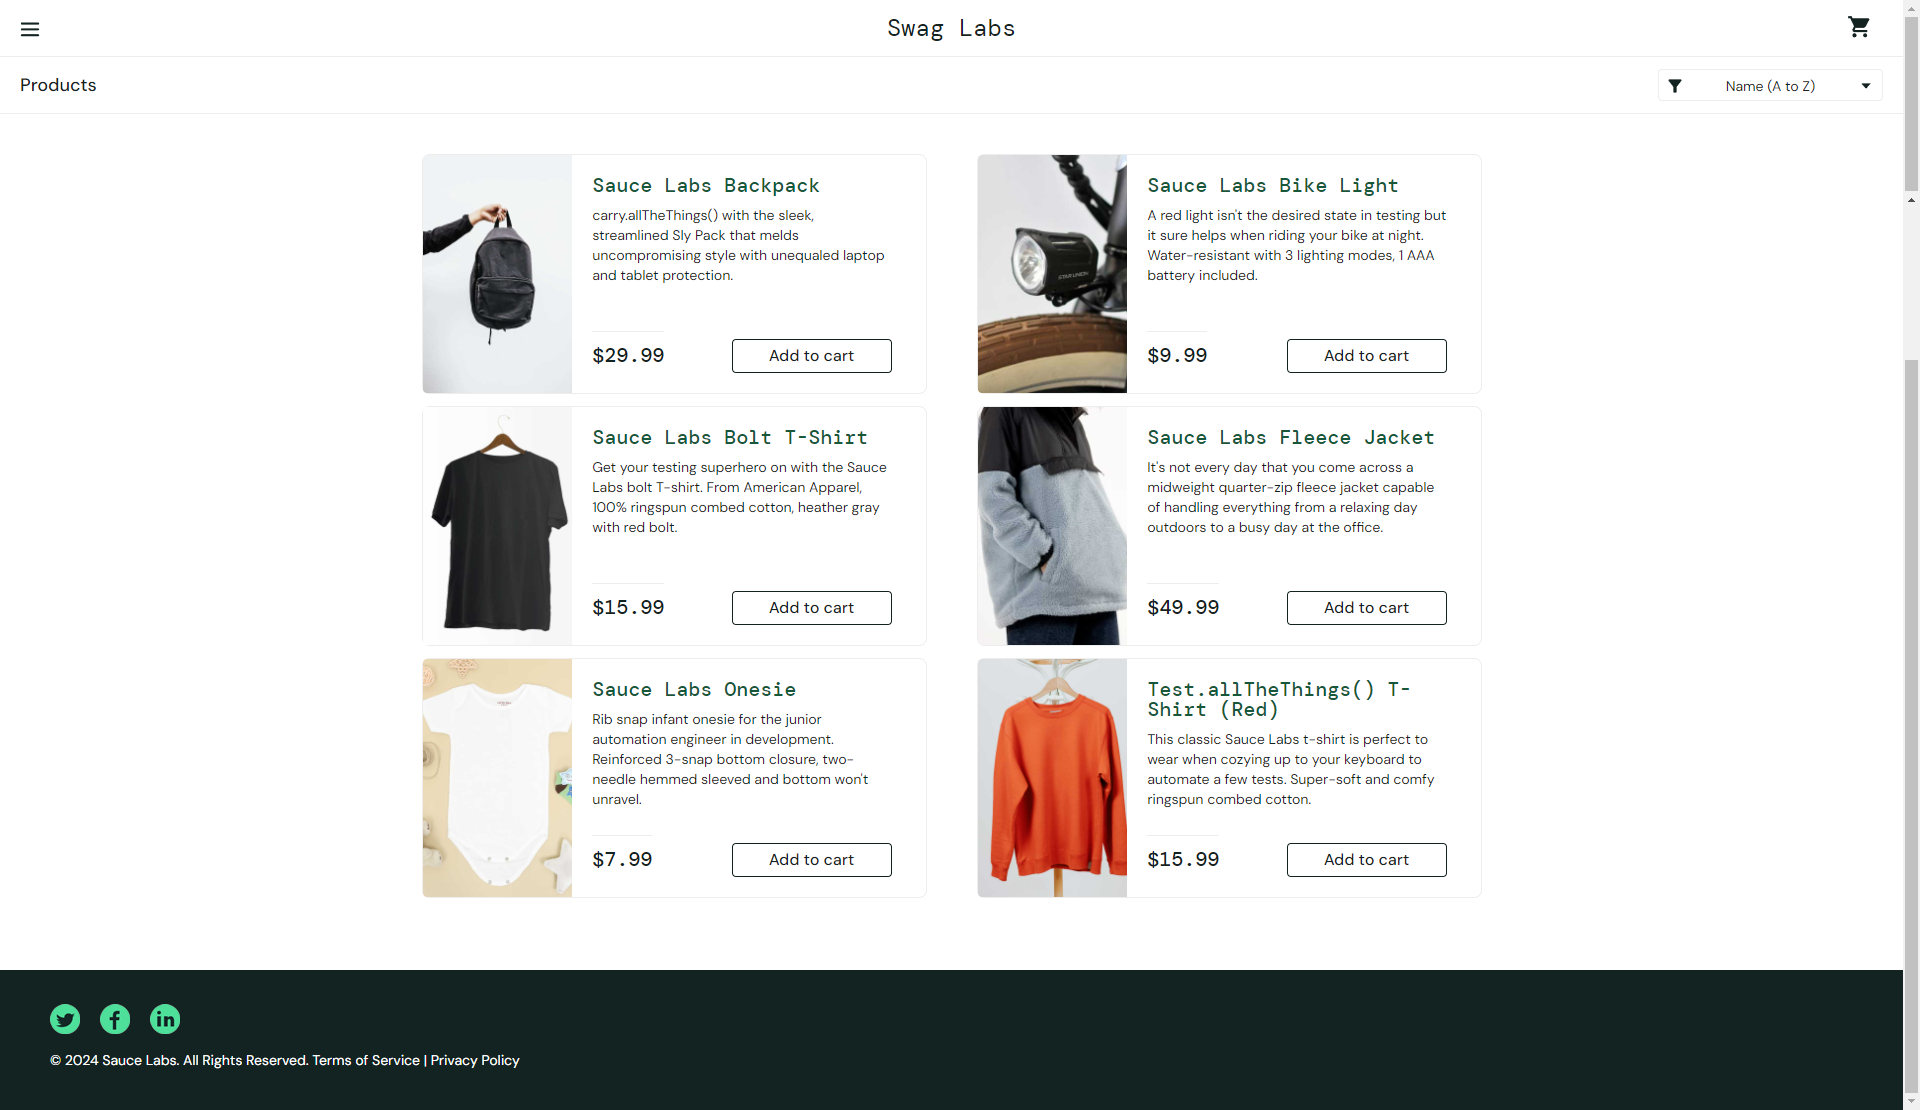 Swag Labs
Products
Name (A to Z)
Sauce Labs Backpack
carry.allTheThings() with the sleek,
streamlined Sly Pack that melds
uncompromising style with unequaled laptop
and tablet protection.
$29.99
Add to cart
Sauce Labs Bike Light
A red light isn't the desired state in testing but
it sure helps when riding your bike at night.
Water-resistant with 3 lighting modes, 1 AAA
battery included.
STAR UNION
$9.99
Add to cart
Sauce Labs Bolt T-Shirt
Get your testing superhero on with the Sauce
Labs bolt T-shirt. From American Apparel,
100% ringspun combed cotton, heather gray
with red bolt.
$15.99
Add to cart
Sauce Labs Fleece Jacket
It's not every day that you come across a
midweight quarter-zip fleece jacket capable
of handling everything from a relaxing day
outdoors to a busy day at the office.
$49.99
Add to cart
Sauce Labs Onesie
Rib snap infant onesie for the junior
automation engineer in development.
Reinforced 3-snap bottom closure, two-
needle hemmed sleeved and bottom won't
unravel.
$7.99
Add to cart
Test.allTheThings() T-
Shirt (Red)
This classic Sauce Labs t-shirt is perfect to
wear when cozying up to your keyboard to
automate a few tests. Super-soft and comfy
ringspun combed cotton.
$15.99
Add to cart
© 2024 Sauce Labs. All Rights Reserved. Terms of Service | Privacy Policy